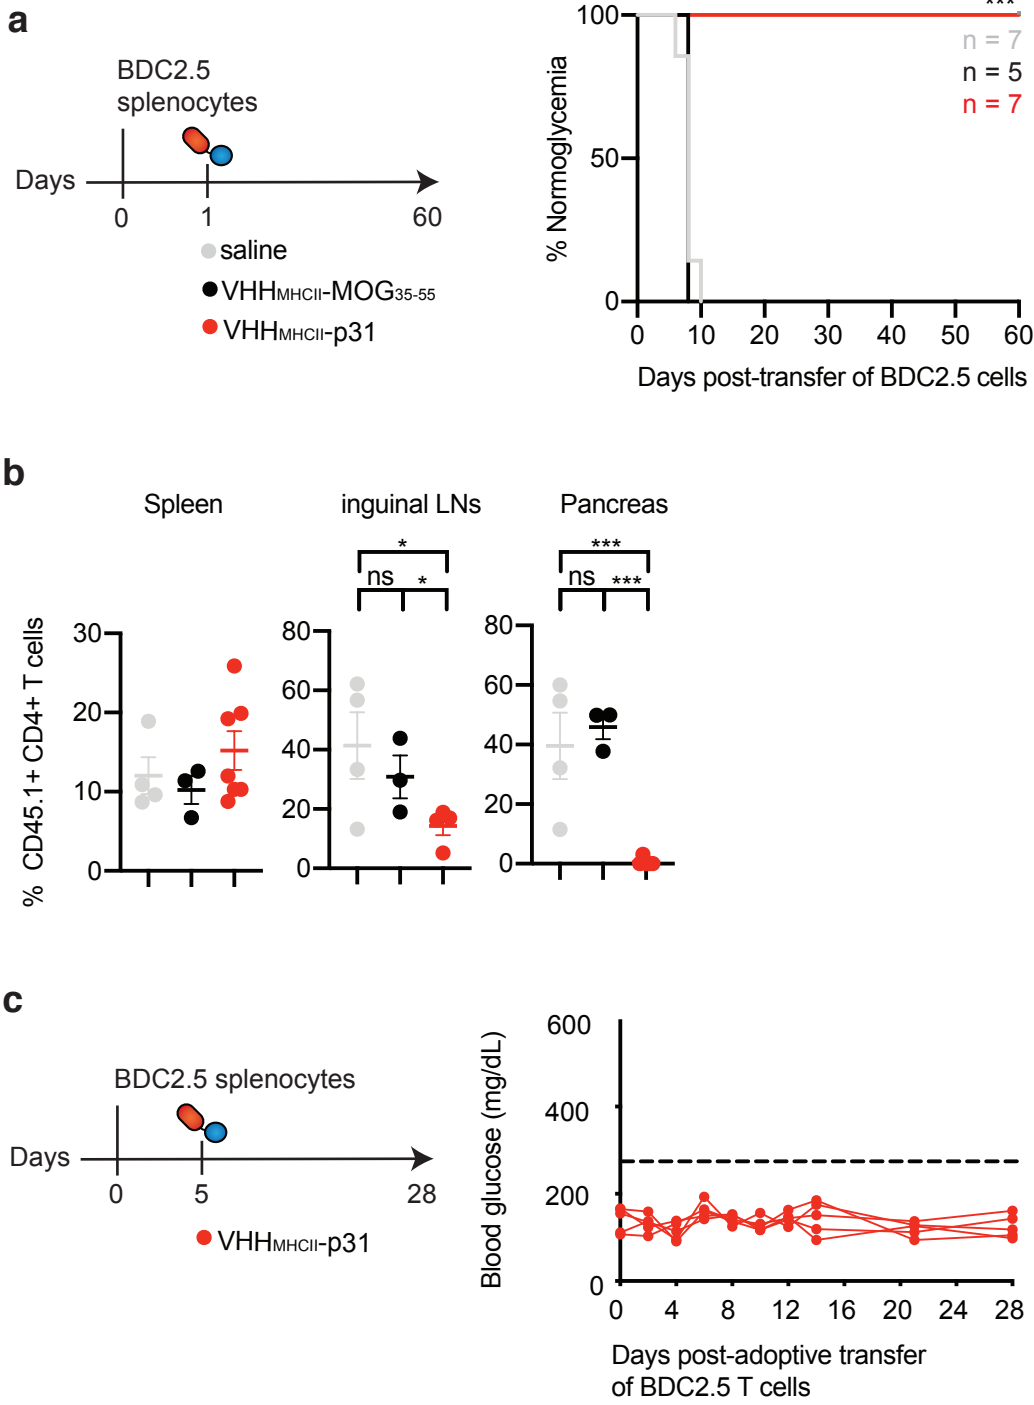 a
BDC2.5
splenocytes
Days
0
1
60
saline
VHHMHCII-MOG35-55
VHHMHCII-p31
***
100
50
0
% Normoglycemia
n = 7
n = 5
n = 7
0 10 20 30 40 50 60
Days post-transfer of BDC2.5 cells
b
Spleen
inguinal LNs
Pancreas
% CD45.1+ CD4+ T cells
30
20
10
0
*
ns
*
80
60
40
20
0
***
ns
***
80
60
40
20
0
c
BDC2.5 splenocytes
Days
0
5
28
VHHMHCII-p31
Blood glucose (mg/dL)
600
400
200
0
0 4 8 12 16 20 24 28
Days post-adoptive transfer
of BDC2.5 T cells